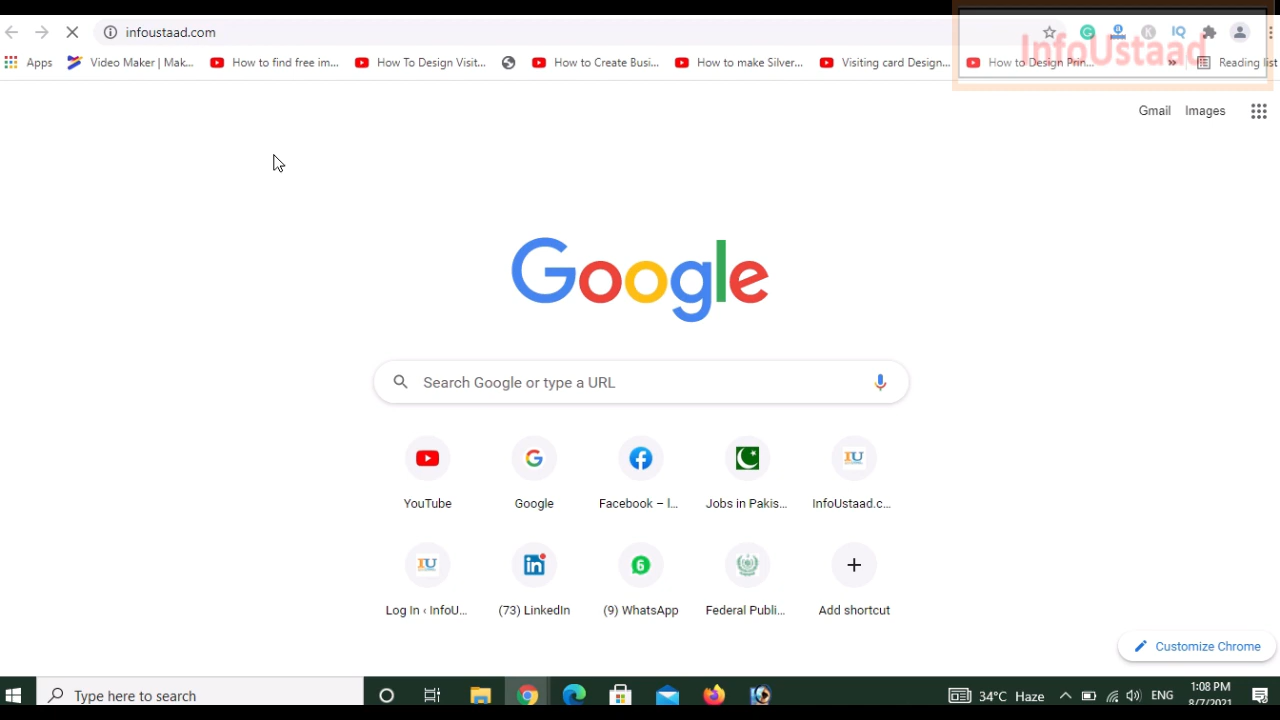 infoustaad.com
IQ
InfoUstaad
Apps
Video Maker | Mak...
How to find free im...
How To Design Visit...
How to Create Busi...
How to make Silver...
Visiting card Design...
How to Design Prin...
»
Reading list
Gmail
Images
Google
Search Google or type a URL
YouTube
Google
Facebook – l...
Jobs in Pakis...
InfoUstaad.c...
Log In ‹ InfoU...
(73) LinkedIn
(9) WhatsApp
Federal Publi...
Add shortcut
Customize Chrome
Type here to search
34°C Haze
ENG
1:08 PM
8/7/2021